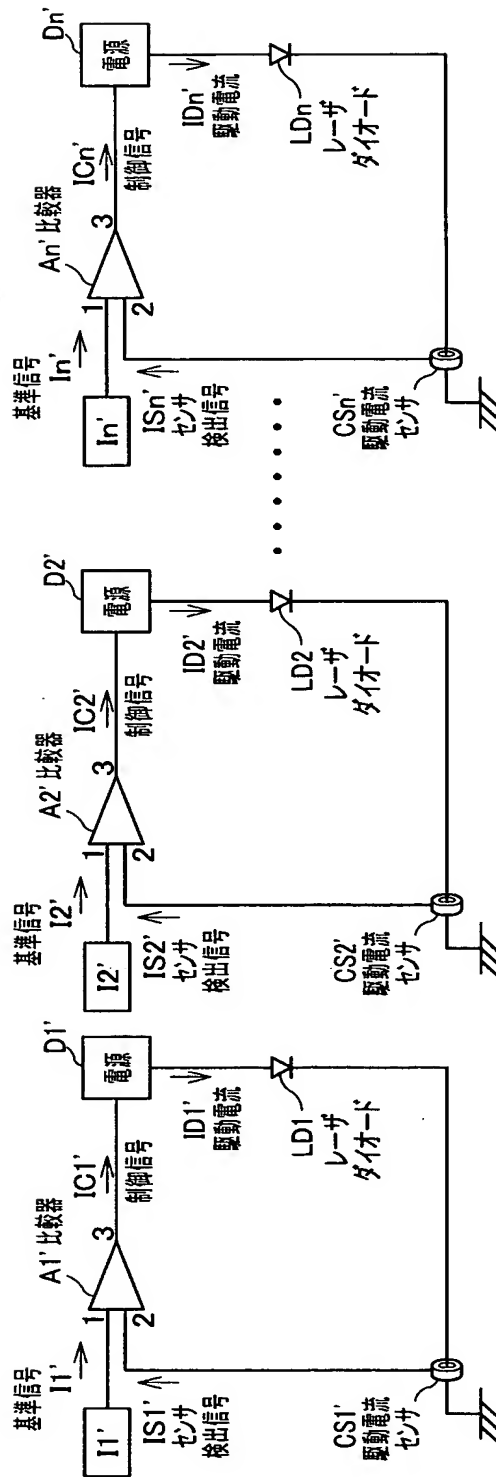 基準信号
I1'
I1'
1
2
3
A1' 比較器
IC1'
制御信号
D1'
電源
IS1'
センサ
検出信号
ID1'
駆動電流
LD1
レーザ
ダイオード
CS1'
駆動電流
センサ
基準信号
I2'
I2'
1
2
3
A2' 比較器
IC2'
制御信号
D2'
電源
IS2'
センサ
検出信号
ID2'
駆動電流
LD2
レーザ
ダイオード
CS2'
駆動電流
センサ
基準信号
In'
In'
1
2
3
An' 比較器
ICn'
制御信号
Dn'
電源
ISn'
センサ
検出信号
IDn'
駆動電流
LDn
レーザ
ダイオード
CSn'
駆動電流
センサ